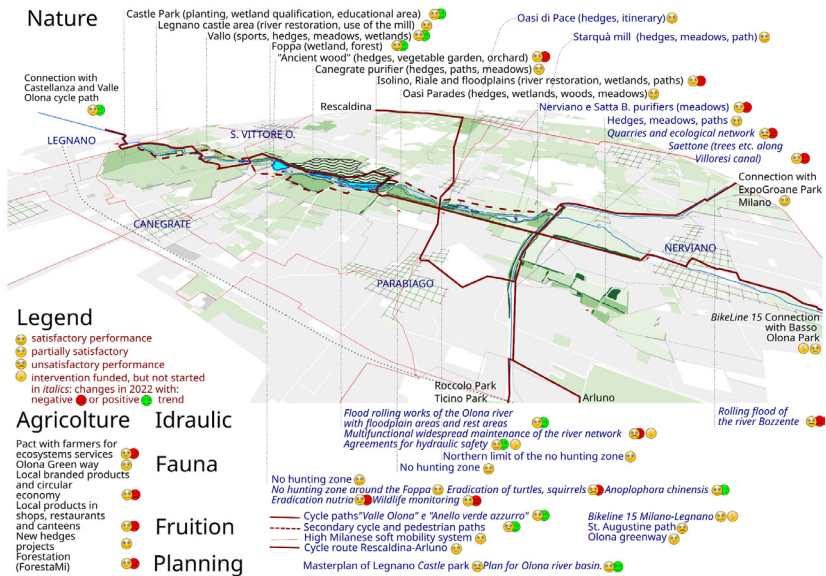 Nature
Castle Park (planting, wetland qualification, educational area)
Legnano castle area (river restoration, use of the mill)
Vallo (sports, hedges, meadows, wetlands)
Foppa (wetland, forest)
"Ancient wood" (hedges, vegetable garden, orchard)
Canegrate purifier (hedges, paths, meadows)
Isolino, Riale and floodplains (river restoration, wetlands, paths)
Oasi Parades (hedges, wetlands, woods, meadows)
Oasi di Pace (hedges, itinerary)
Starquà mill (hedges, meadows, path)
Nerviano e Satta B. purifiers (meadows)
Hedges, meadows, paths
Quarries and ecological network
Saettone (trees etc. along
Villoresi canal)
Connection with
Castellanza and Valle
Olona cycle path
Rescaldina
LEGNANO
S. VITTORE O.
CANEGRATE
PARABIAGO
NERVIANO
Connection with
ExpoGroane Park
Milano
BikeLine 15 Connection
with Basso
Olona Park
Roccolo Park
Ticino Park
Arluno
Legend
satisfactory performance
partially satisfactory
unsatisfactory performance
intervention funded, but not started
in italics: changes in 2022 with:
negative or positive trend
Agriculture
Pact with farmers for
ecosystems services
Olona Green way
Local branded products
and circular
economy
Local products in
shops, restaurants
and canteens
New hedges
projects
Forestation
(ForestaMi)
Idraulic
Flood rolling works of the Olona river
with floodplain areas and rest areas
Multifunctional widespread maintenance of the river network
Agreements for hydraulic safety
Rolling flood of
the river Bozzente
Fauna
Northern limit of the no hunting zone
No hunting zone
No hunting zone
No hunting zone around the Foppa Eradication of turtles, squirrels Anoplophora chinensis
Eradication nutria Wildlife monitoring
Fruition
Cycle paths"Valle Olona" e "Anello verde azzurro"
Secondary cycle and pedestrian paths
High Milanese soft mobility system
Cycle route Rescaldina-Arluno
Bikeline 15 Milano-Legnano
St. Augustine path
Olona greenway
Planning
Masterplan of Legnano Castle park Plan for Olona river basin.